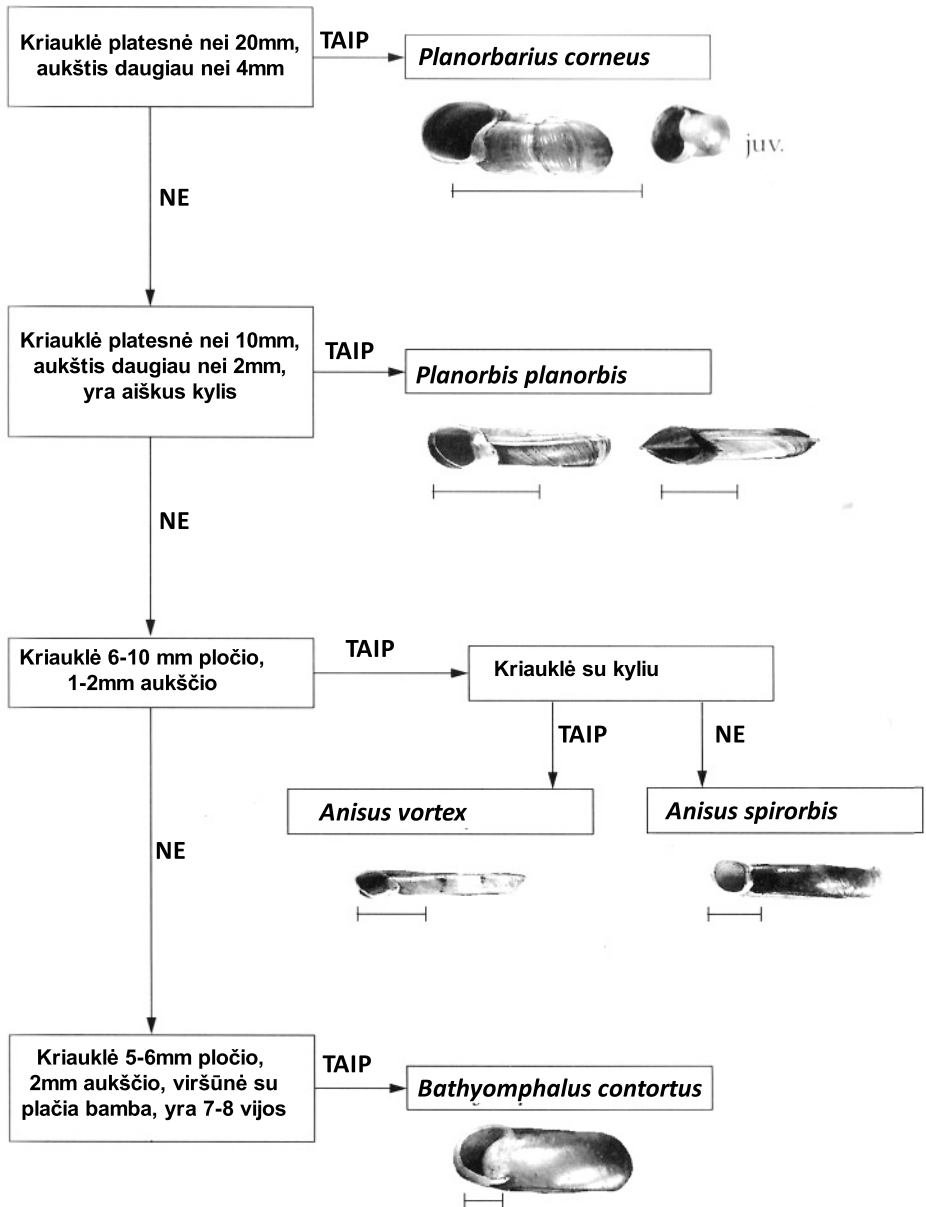 Kriauklė platesnė nei 20mm,
aukštis daugiau nei 4mm
TAIP
Planorbarius corneus
juv.
NE
Kriauklė platesnė nei 10mm,
aukštis daugiau nei 2mm,
yra aiškus kylis
TAIP
Planorbis planorbis
NE
Kriauklė 6-10 mm pločio,
1-2mm aukščio
TAIP
Kriauklė su kyliu
TAIP
NE
Anisus vortex
Anisus spirorbis
NE
Kriauklė 5-6mm pločio,
2mm aukščio, viršūnė su
plačia bamba, yra 7-8 vijos
TAIP
Bathyomphalus contortus